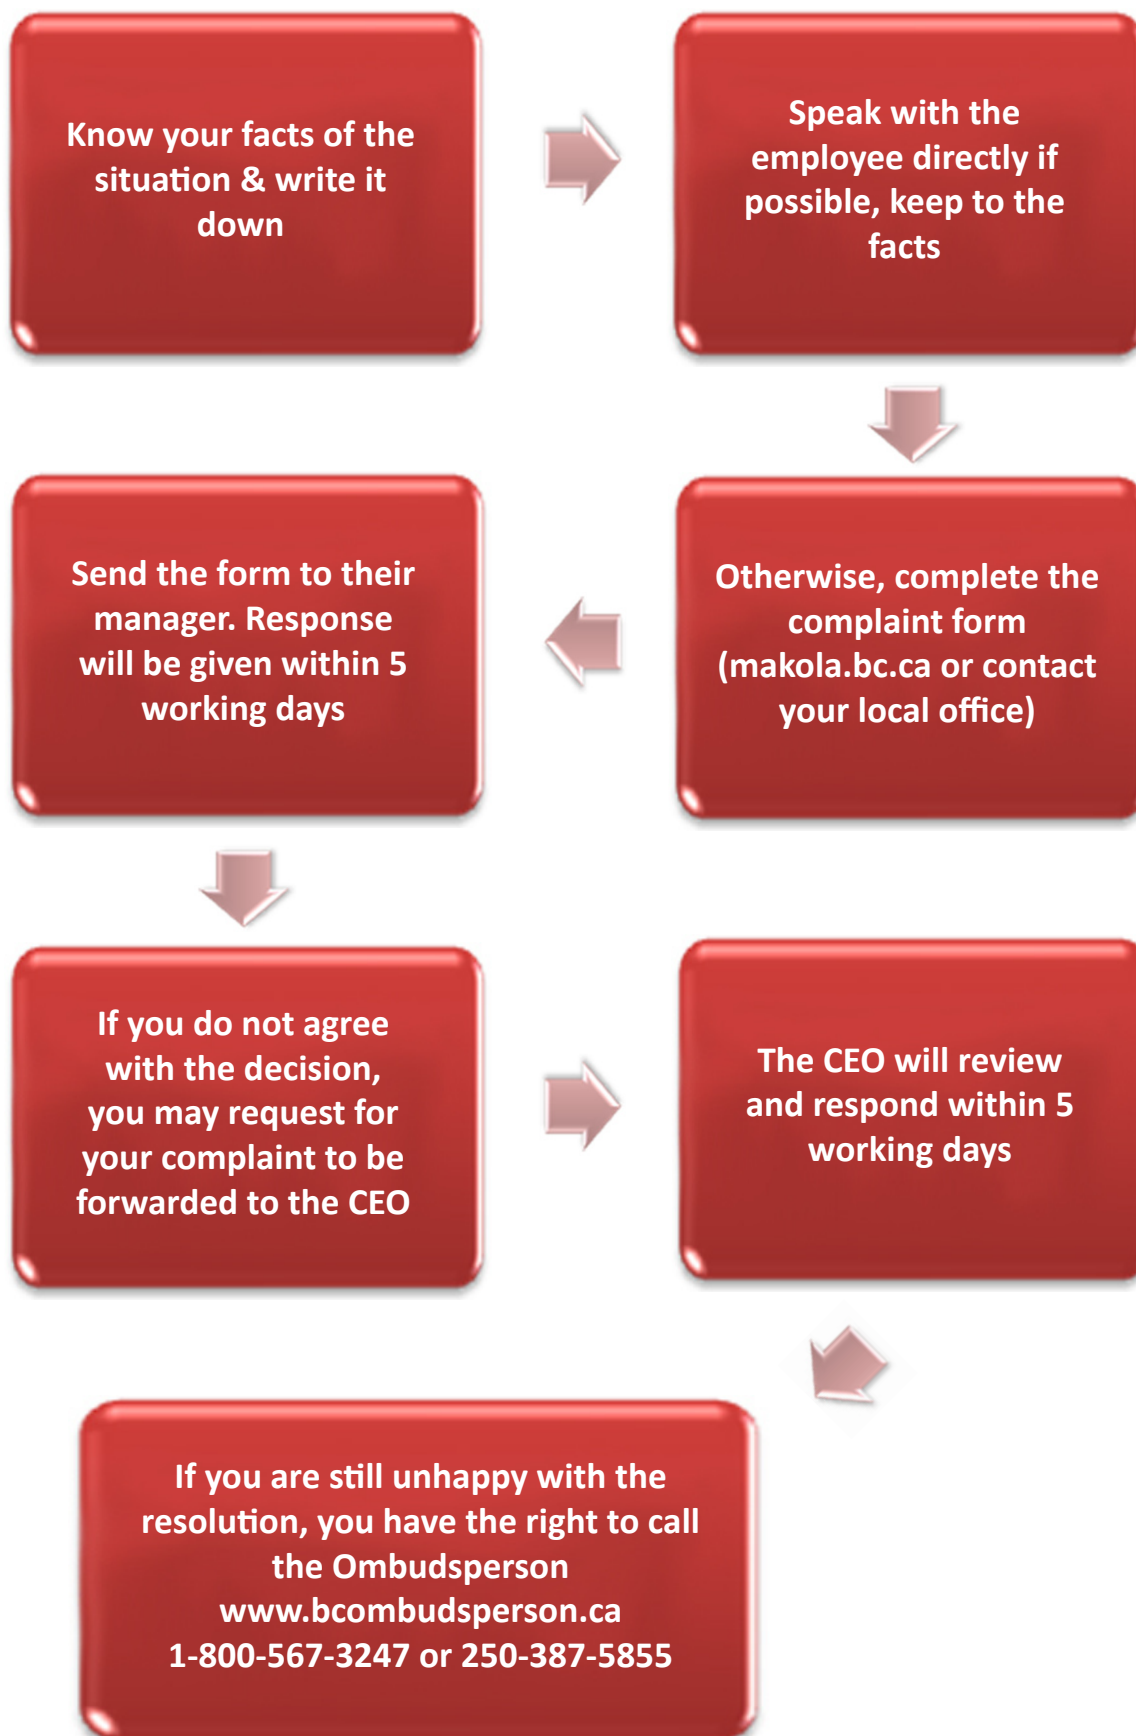 Know your facts of the
situation & write it
down
Speak with the
employee directly if
possible, keep to the
facts
Otherwise, complete the
complaint form
(makola.bc.ca or contact
your local office)
Send the form to their
manager. Response
will be given within 5
working days
If you do not agree
with the decision,
you may request for
your complaint to be
forwarded to the CEO
The CEO will review
and respond within 5
working days
If you are still unhappy with the
resolution, you have the right to call
the Ombudsperson
www.bcombudsperson.ca
1-800-567-3247 or 250-387-5855